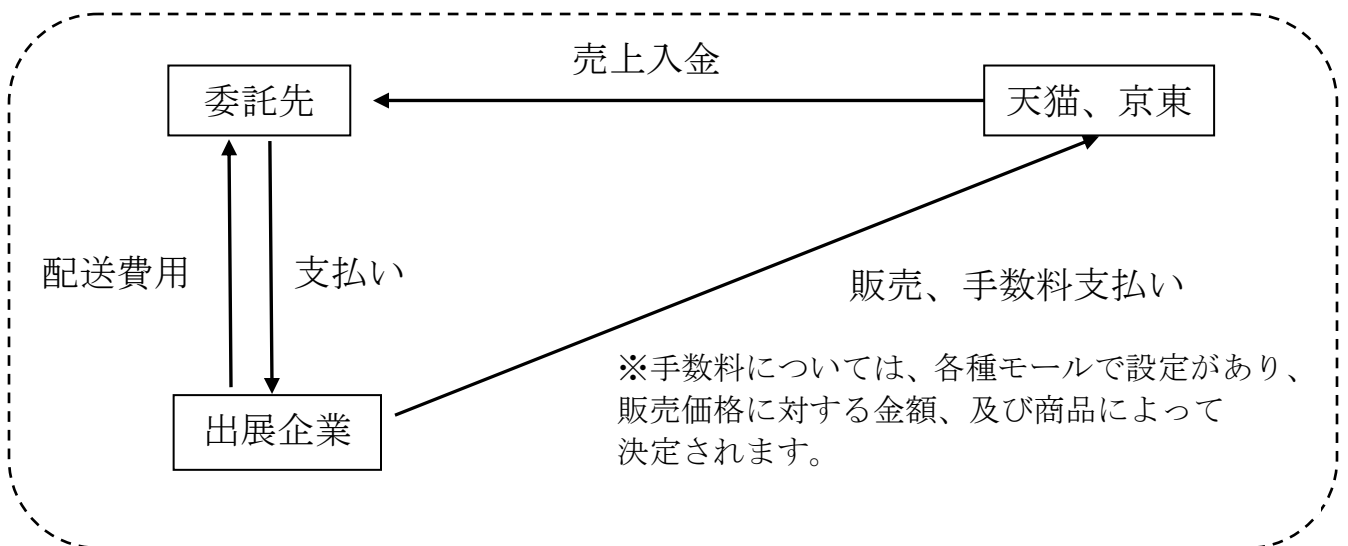 売上入金
委託先
天猫、京東
配送費用
支払い
販売、手数料支払い
※手数料については、各種モールで設定があり、
販売価格に対する金額、及び商品によって
決定されます。
出展企業